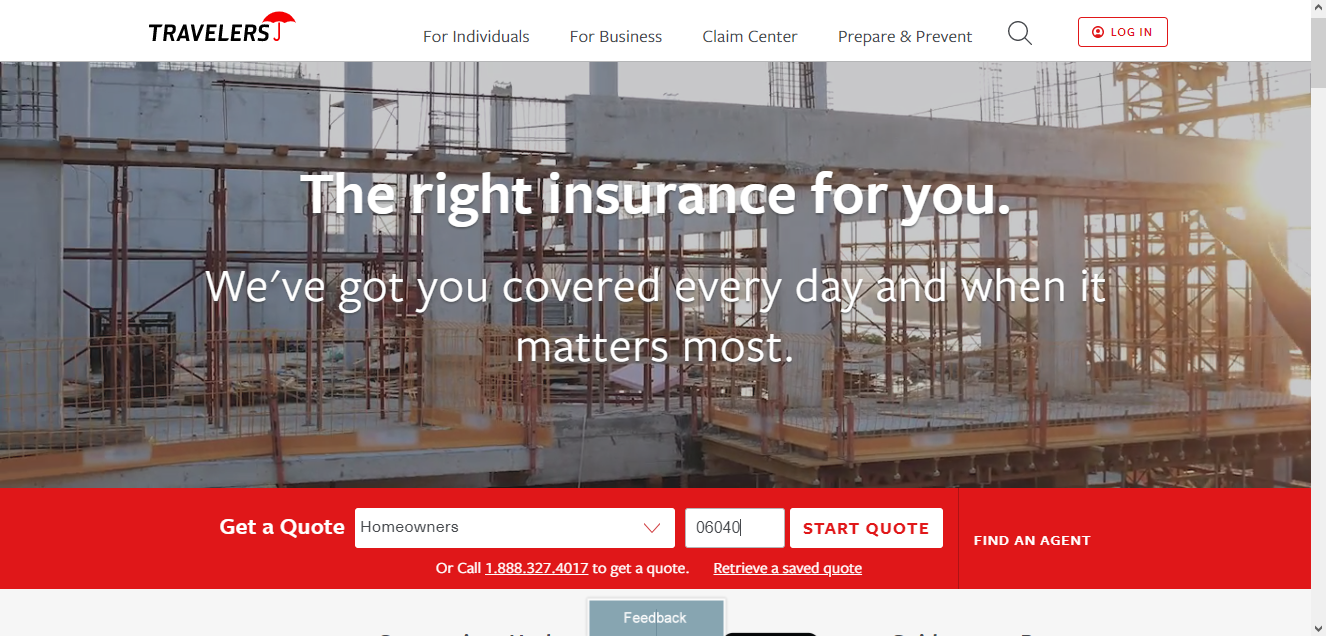 TRAVELERS
For Individuals
For Business
Claim Center
Prepare & Prevent
LOG IN
The right insurance for you.
We've got you covered every day and when it
matters most.
Get a Quote
Homeowners
06040
START QUOTE
FIND AN AGENT
Or Call 1.888.327.4017 to get a quote.
Retrieve a saved quote
Feedback